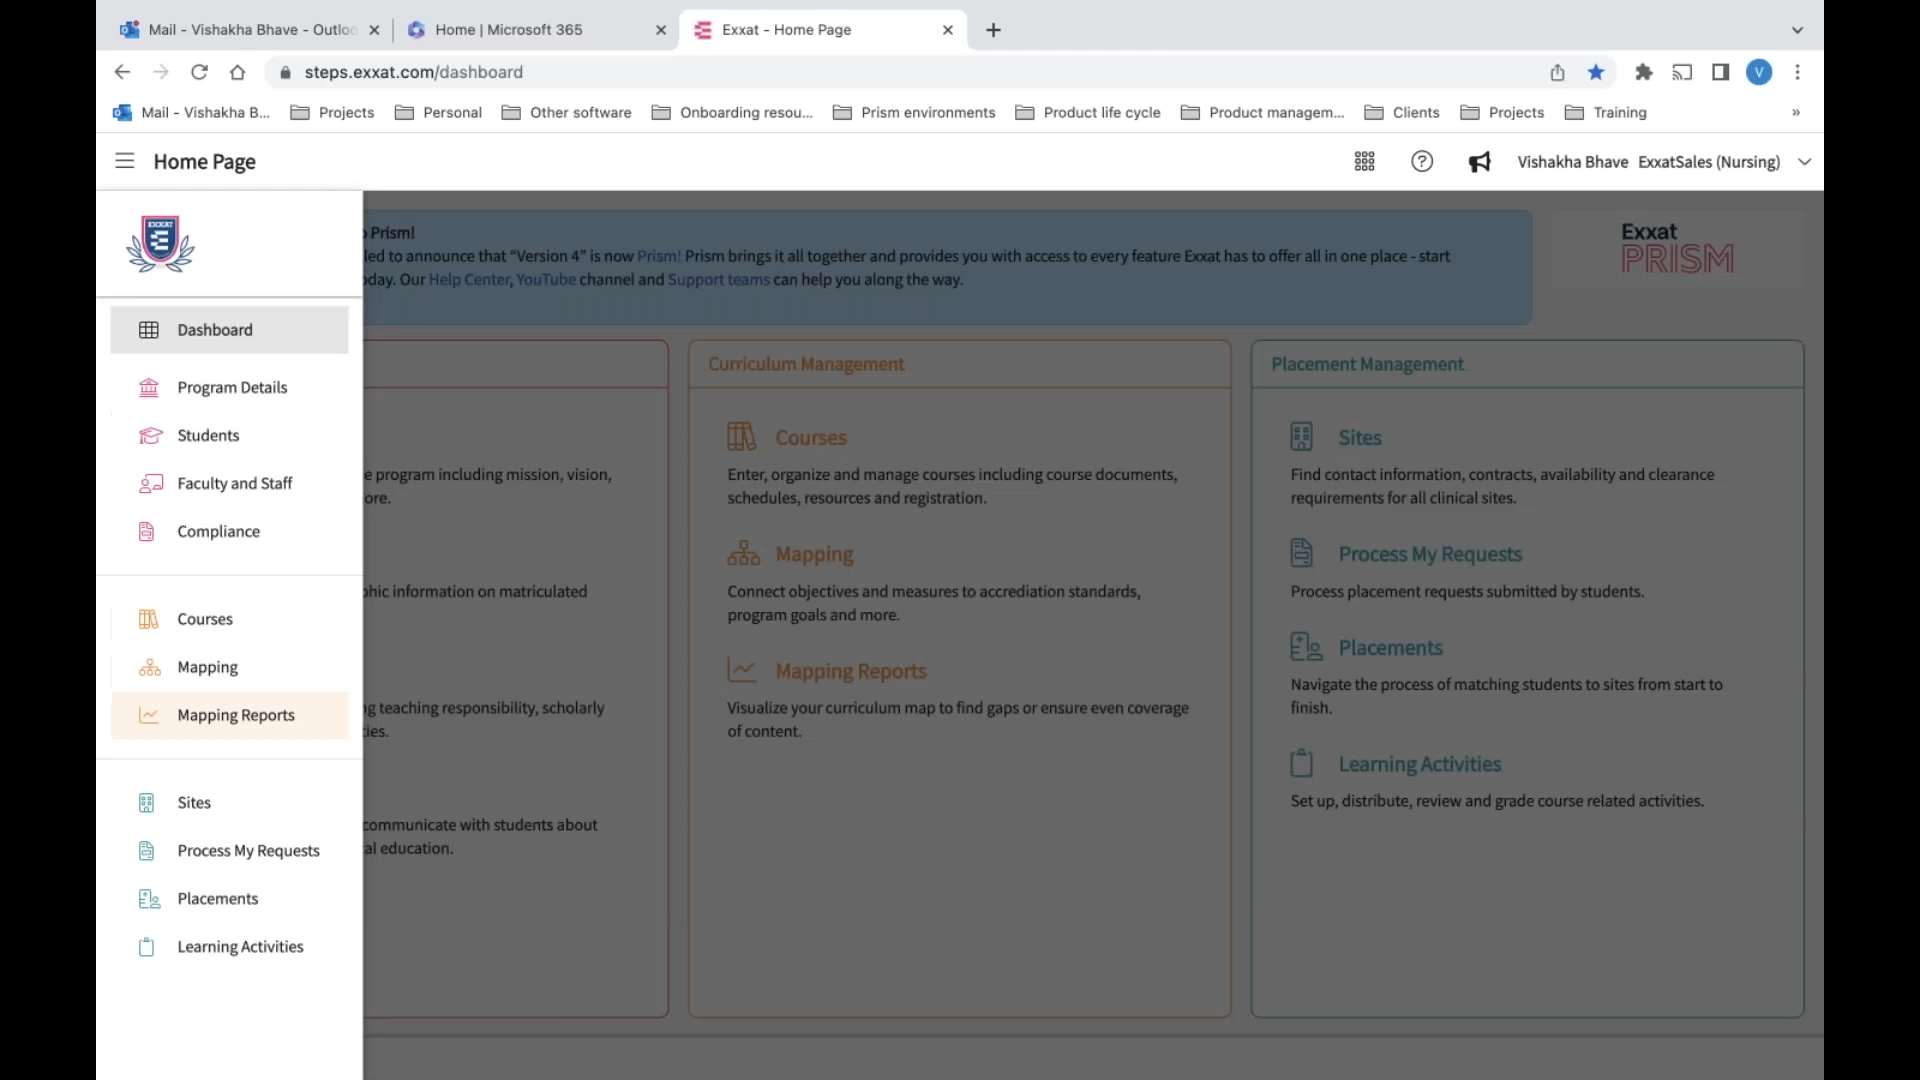 Mail - Vishakha Bhave - Outloo
Home | Microsoft 365
Exxat - Home Page
steps.exxat.com/dashboard
V
Mail - Vishakha B...
Projects
Personal
Other software
Onboarding resou...
Prism environments
Product life cycle
Product managem...
Clients
Projects
Training
»
Home Page
Vishakha Bhave ExxatSales (Nursing)
EXXAT
Dashboard
Program Details
Students
Faculty and Staff
Compliance
Courses
Mapping
Mapping Reports
Sites
Process My Requests
Placements
Learning Activities
Prism!
led to announce that “Version 4” is now Prism! Prism brings it all together and provides you with access to every feature Exxat has to offer all in one place - start
day. Our Help Center, YouTube channel and Support teams can help you along the way.
Exxat
PRISM
e program including mission, vision,
ore.
hic information on matriculated
g teaching responsibility, scholarly
ies.
communicate with students about
al education.
Curriculum Management
Courses
Enter, organize and manage courses including course documents,
schedules, resources and registration.
Mapping
Connect objectives and measures to accrediation standards,
program goals and more.
Mapping Reports
Visualize your curriculum map to find gaps or ensure even coverage
of content.
Placement Management
Sites
Find contact information, contracts, availability and clearance
requirements for all clinical sites.
Process My Requests
Process placement requests submitted by students.
Placements
Navigate the process of matching students to sites from start to
finish.
Learning Activities
Set up, distribute, review and grade course related activities.